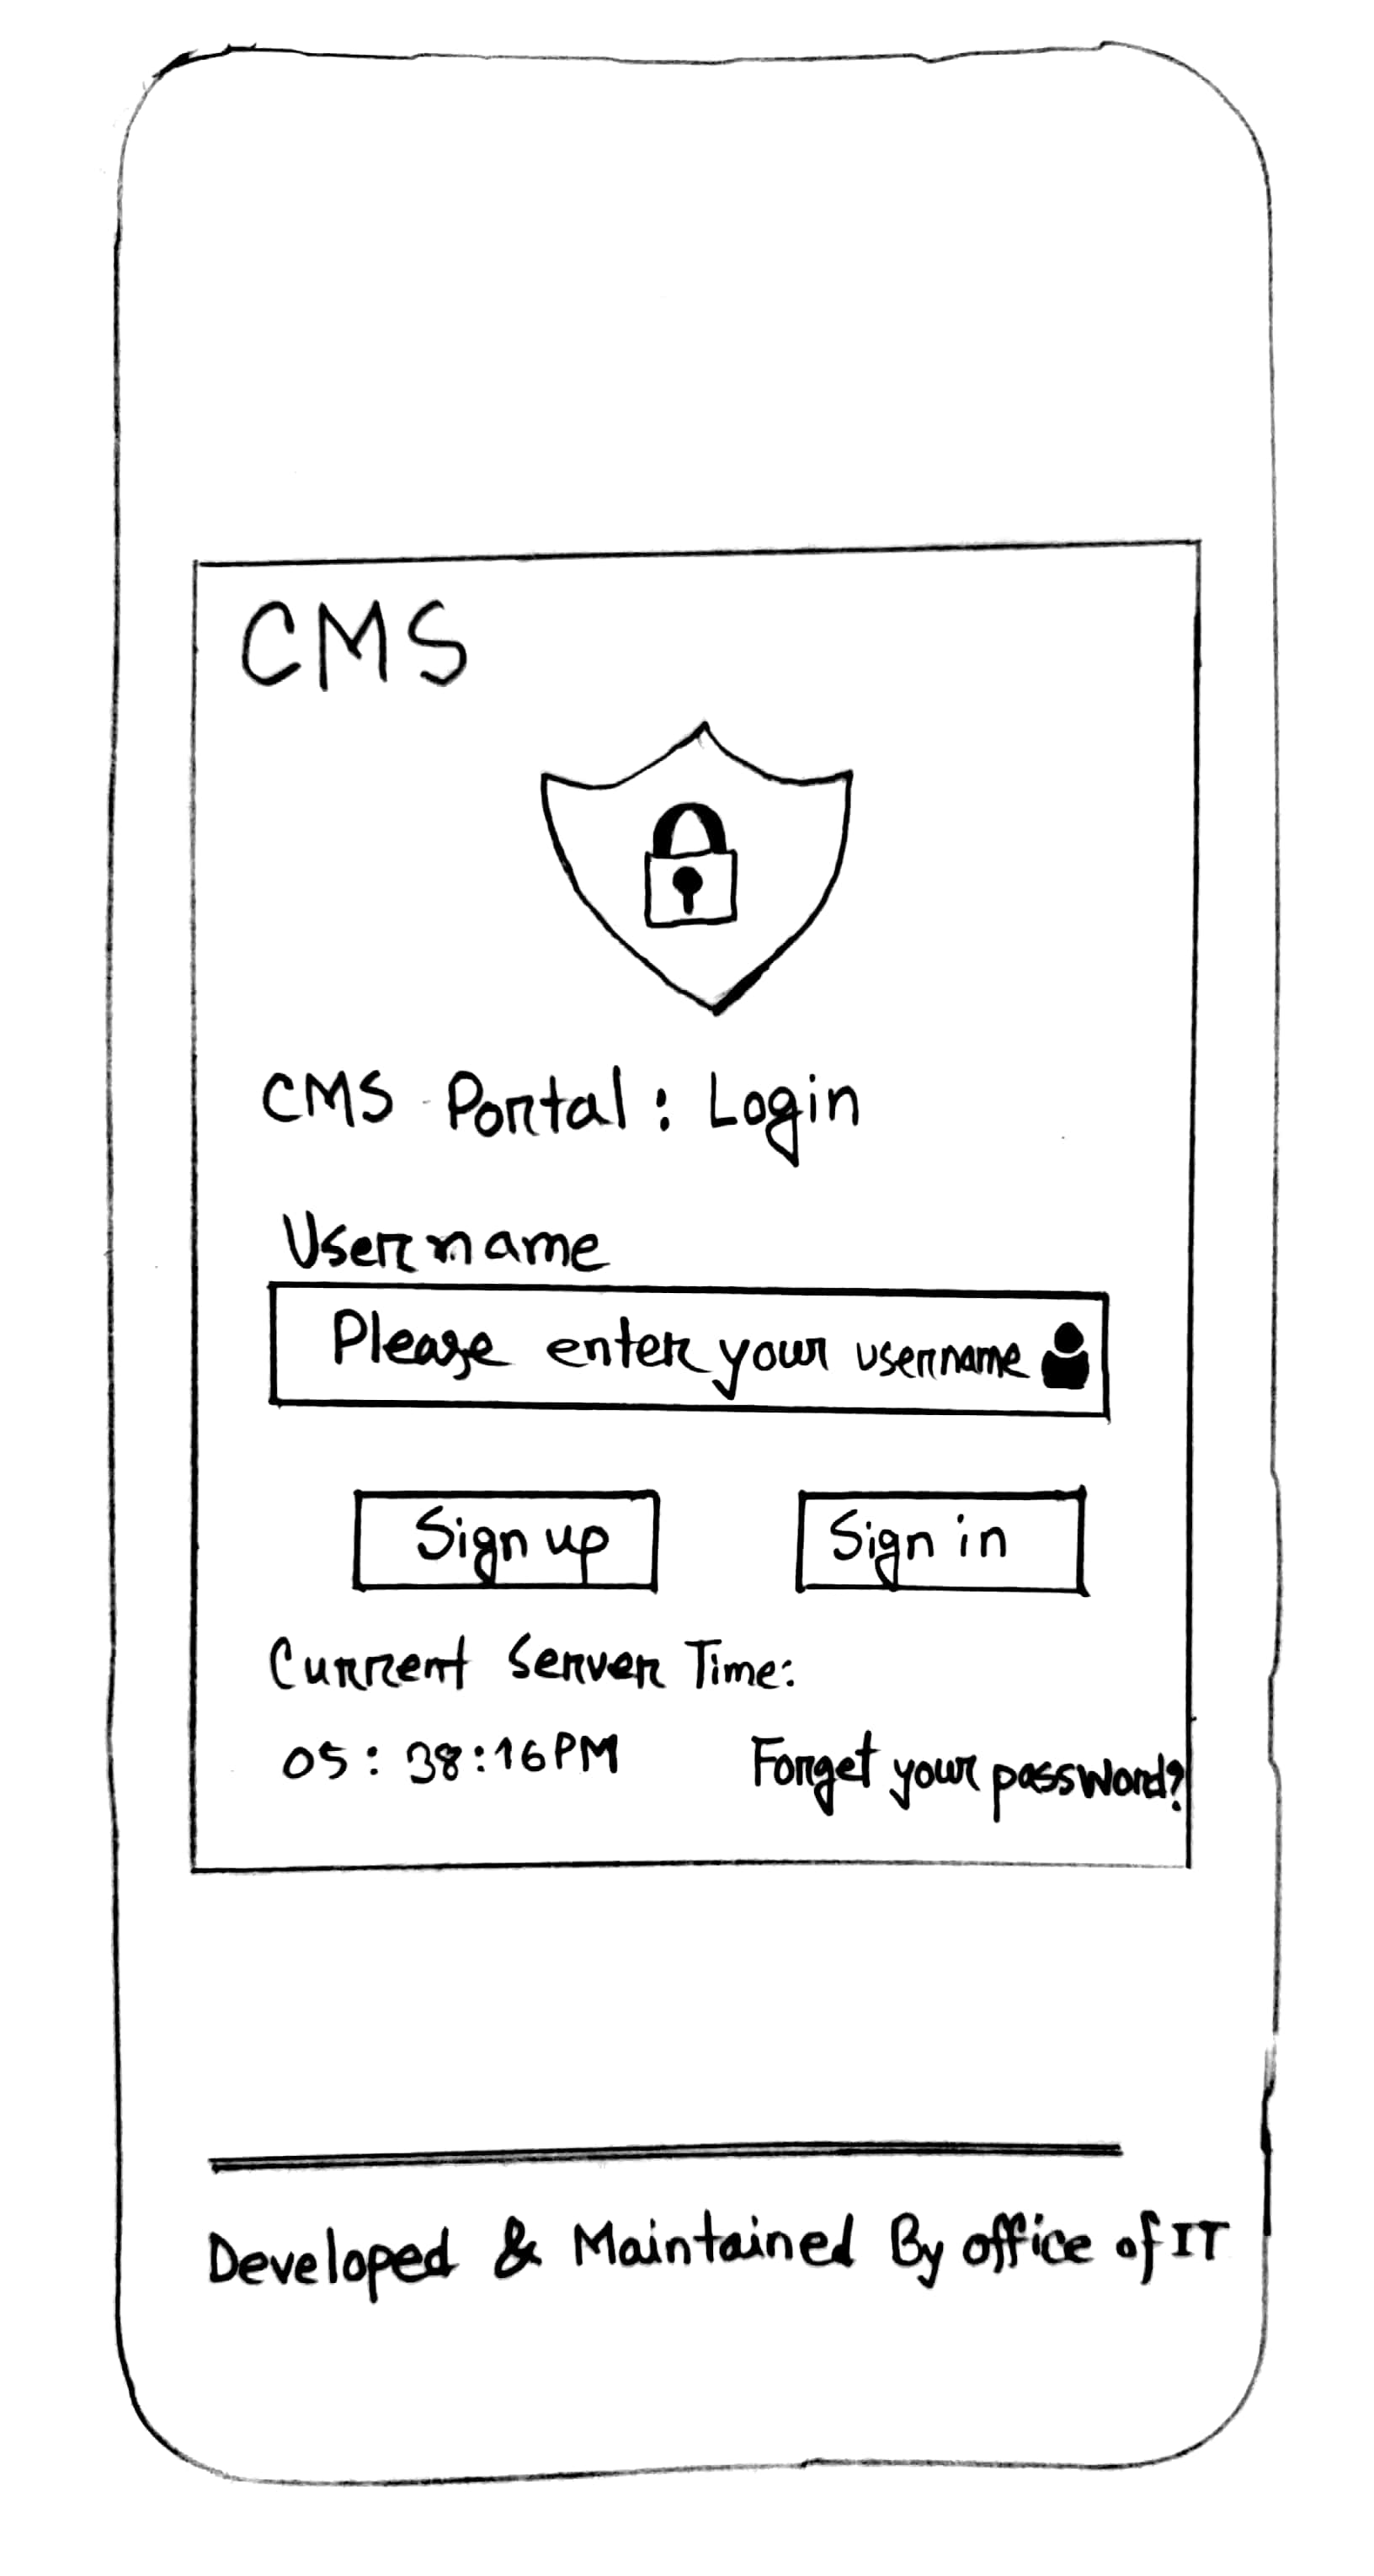 CMS
CMS Portal: Login
Username
Please enter your username
Sign up Sign in
Current Server Time:
05: 38:16PM Forget your password?
Developed & Maintained By office of IT